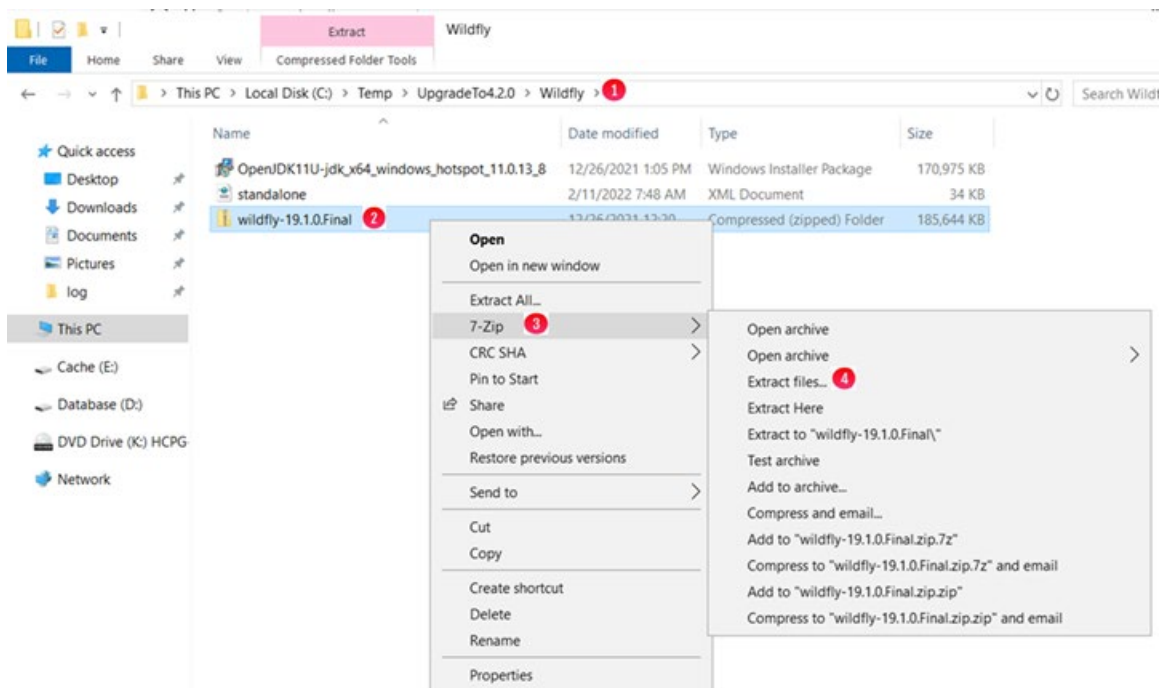 Extract Wildfly
File Home Share View Compressed Folder Tools
This PC > Local Disk (C:) > Temp > UpgradeTo4.2.0 > Wildfly > 1 Search Wildf
Name Date modified Type Size
Quick access
OpenJDK11U-jdk_x64_windows_hotspot_11.0.13_8 12/26/2021 1:05 PM Windows Installer Package 170,975 KB
Desktop
standalone 2/11/2022 7:48 AM XML Document 34 KB
Downloads
wildfly-19.1.0.Final 2 12/26/2021 12:20 Compressed (zipped) Folder 185,644 KB
Documents
Pictures
log
This PC
Cache (E:)
Database (D:)
DVD Drive (K:) HCPG
Network
Open
Open in new window
Extract All...
7-Zip 3
CRC SHA
Pin to Start
Share
Open with...
Restore previous versions
Send to
Cut
Copy
Create shortcut
Delete
Rename
Properties
Open archive
Open archive
Extract files... 4
Extract Here
Extract to "wildfly-19.1.0.Final\"
Test archive
Add to archive...
Compress and email...
Add to "wildfly-19.1.0.Final.zip.7z"
Compress to "wildfly-19.1.0.Final.zip.7z" and email
Add to "wildfly-19.1.0.Final.zip.zip"
Compress to "wildfly-19.1.0.Final.zip.zip" and email